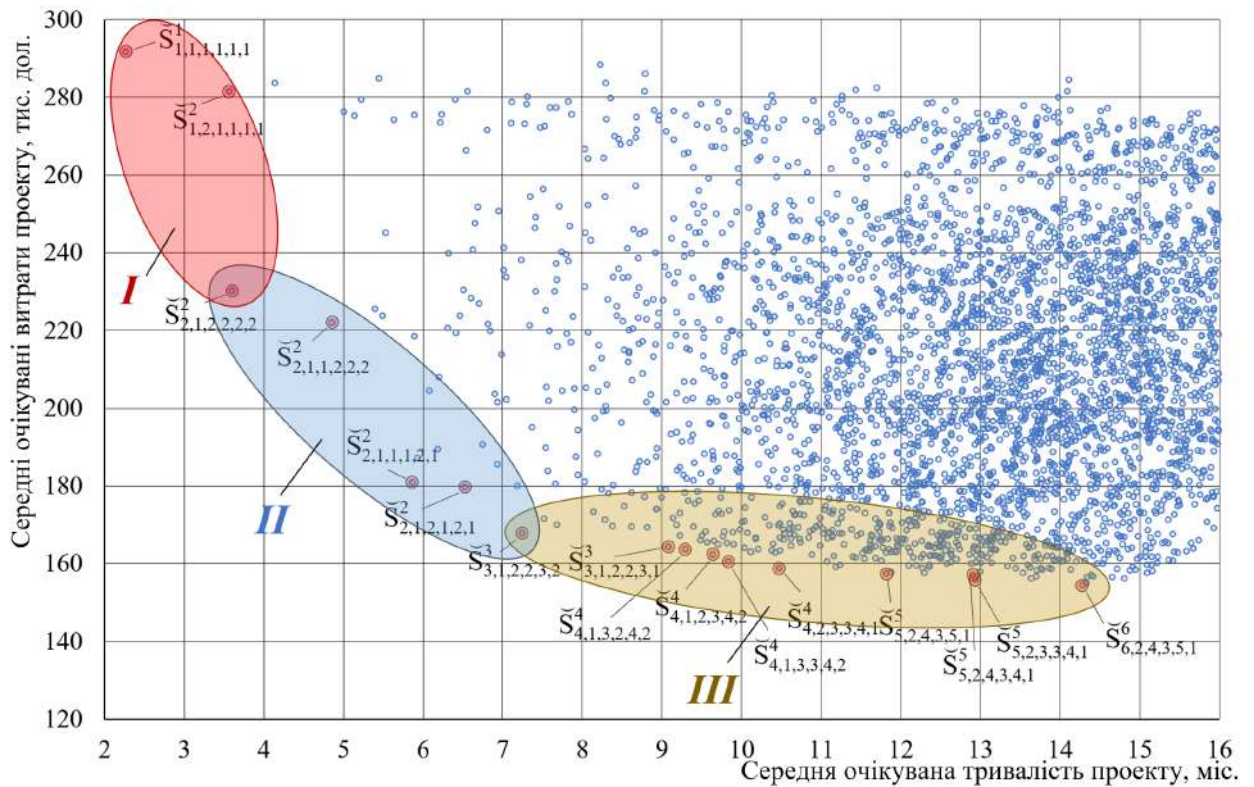 Середні очікувані витрати проекту, тис. дол.
300
280
260
240
220
200
180
160
140
120
S̆¹₁,₁,₁,₁,₁,₁
S̆²₁,₂,₁,₁,₁,₁
I
S̆²₂,₁,₂,₂,₂,₂
S̆²₂,₁,₁,₂,₂,₂
S̆²₂,₁,₁,₁,₂,₁
II
S̆²₂,₁,₂,₁,₂,₁
S̆³₃,₁,₂,₂,₃,₂
S̆³₃,₁,₂,₂,₃,₁
S̆⁴₄,₁,₃,₂,₄,₂
S̆⁴₄,₁,₂,₃,₄,₂
S̆⁴₄,₁,₃,₃,₄,₂
S̆⁴₄,₂,₃,₃,₄,₁
S̆⁵₅,₂,₄,₃,₅,₁
S̆⁵₅,₂,₄,₃,₄,₁
S̆⁵₅,₂,₃,₃,₄,₁
S̆⁶₆,₂,₄,₃,₅,₁
III
2 3 4 5 6 7 8 9 10 11 12 13 14 15 16
Середня очікувана тривалість проекту, міс.